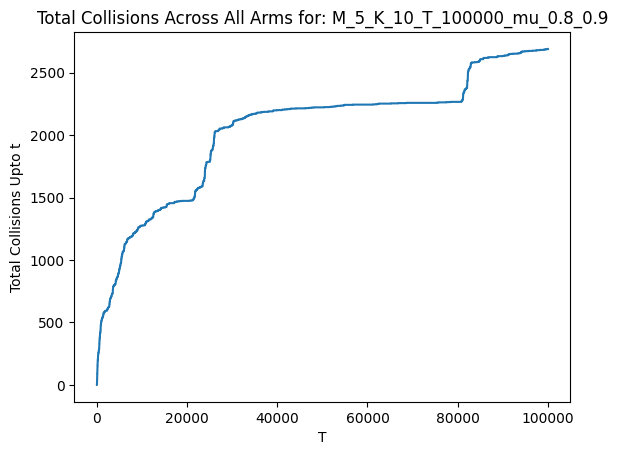 Total Collisions Across All Arms for: M_5_K_10_T_100000_mu_0.8_0.9
2500
2000
1500
1000
500
0
Total Collisions Upto t
0 20000 40000 60000 80000 100000
T